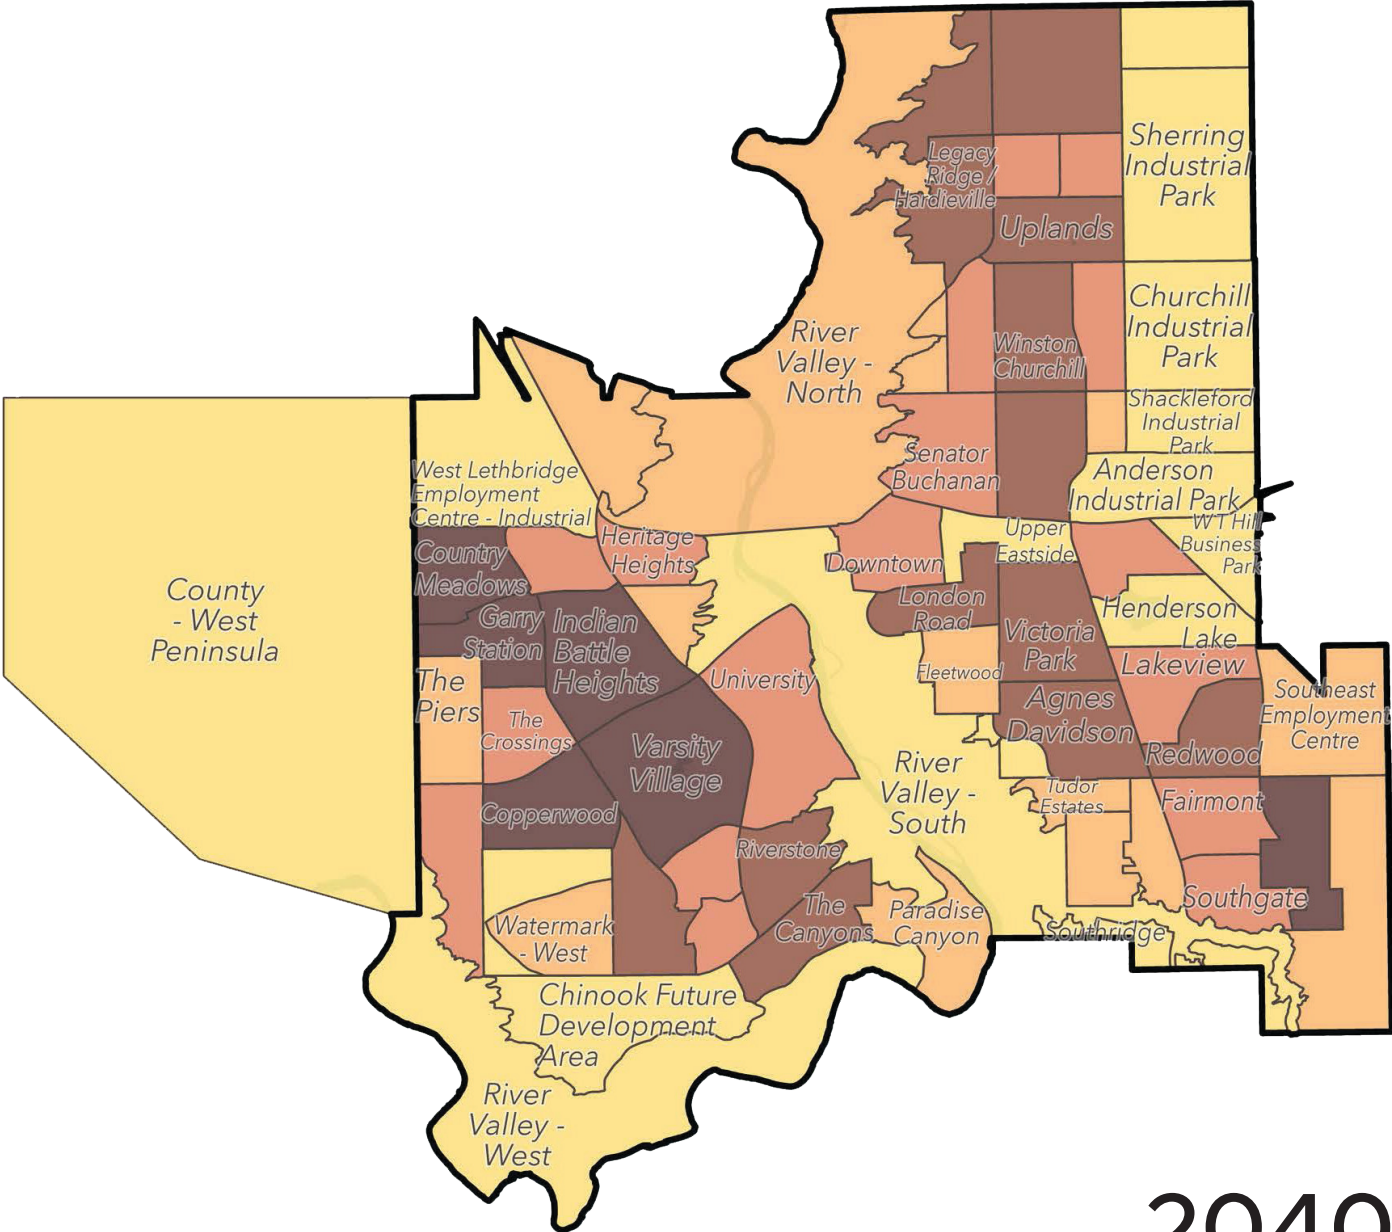 Sherring
Industrial
Park
Legacy
Ridge /
Hardieville
Uplands
Churchill
Industrial
Park
River
Valley -
North
Winston
Churchill
Shackleford
Industrial
Park
Senator
Buchanan
Anderson
Industrial Park
West Lethbridge
Employment
Centre - Industrial
W T Hill
Business
Park
Upper
Eastside
Heritage
Heights
Country
Meadows
Downtown
County
- West
Peninsula
London
Road
Henderson
Lake
Garry
Station
Indian
Battle
Heights
Victoria
Park
Lakeview
Fleetwood
University
The
Piers
Agnes
Davidson
Southeast
Employment
Centre
The
Crossings
Varsity
Village
Redwood
River
Valley -
South
Tudor
Estates
Fairmont
Copperwood
Riverstone
Southgate
The
Canyons
Paradise
Canyon
Watermark
- West
Southridge
Chinook Future
Development
Area
River
Valley -
West
2040